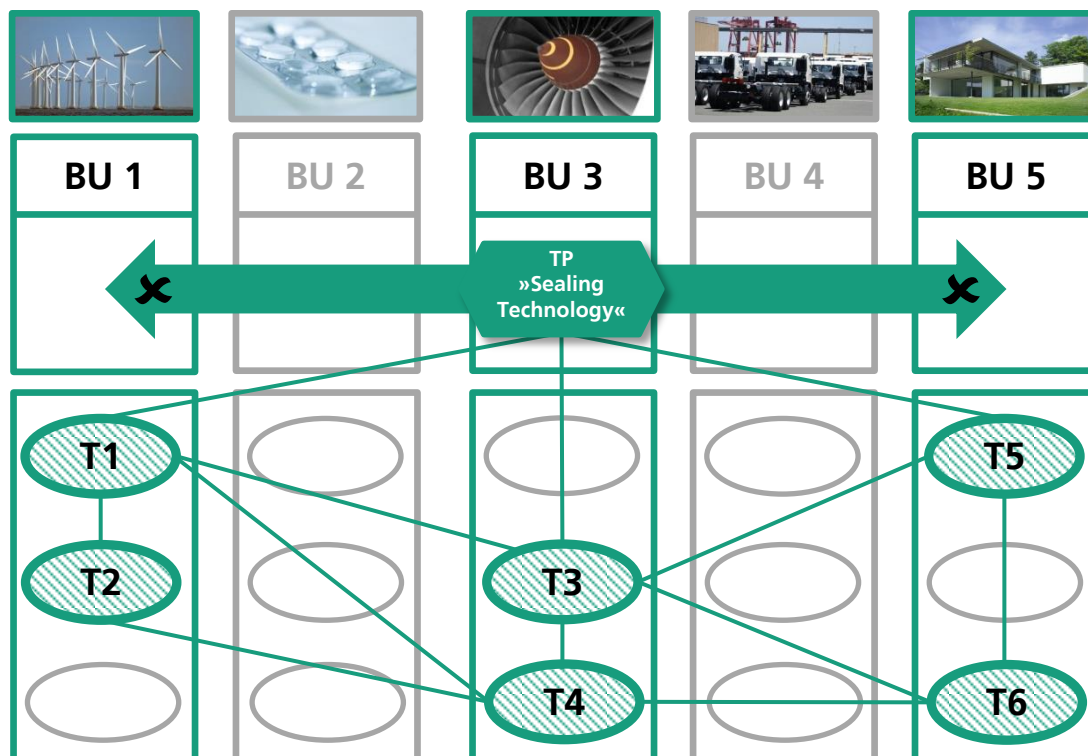 BU 1
BU 2
BU 3
BU 4
BU 5
TP
»Sealing
Technology«
T1
T5
T2
T3
T4
T6